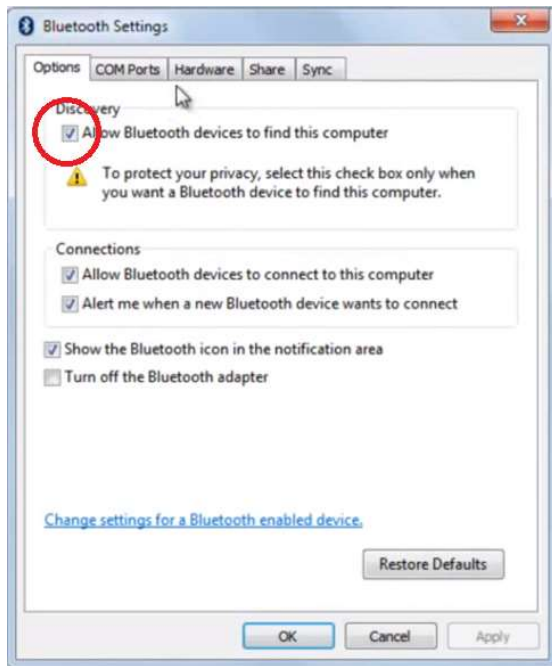 Bluetooth Settings
Options COM Ports Hardware Share Sync
Discovery
Allow Bluetooth devices to find this computer
To protect your privacy, select this check box only when
you want a Bluetooth device to find this computer.
Connections
Allow Bluetooth devices to connect to this computer
Alert me when a new Bluetooth device wants to connect
Show the Bluetooth icon in the notification area
Turn off the Bluetooth adapter
Change settings for a Bluetooth enabled device.
Restore Defaults
OK Cancel Apply